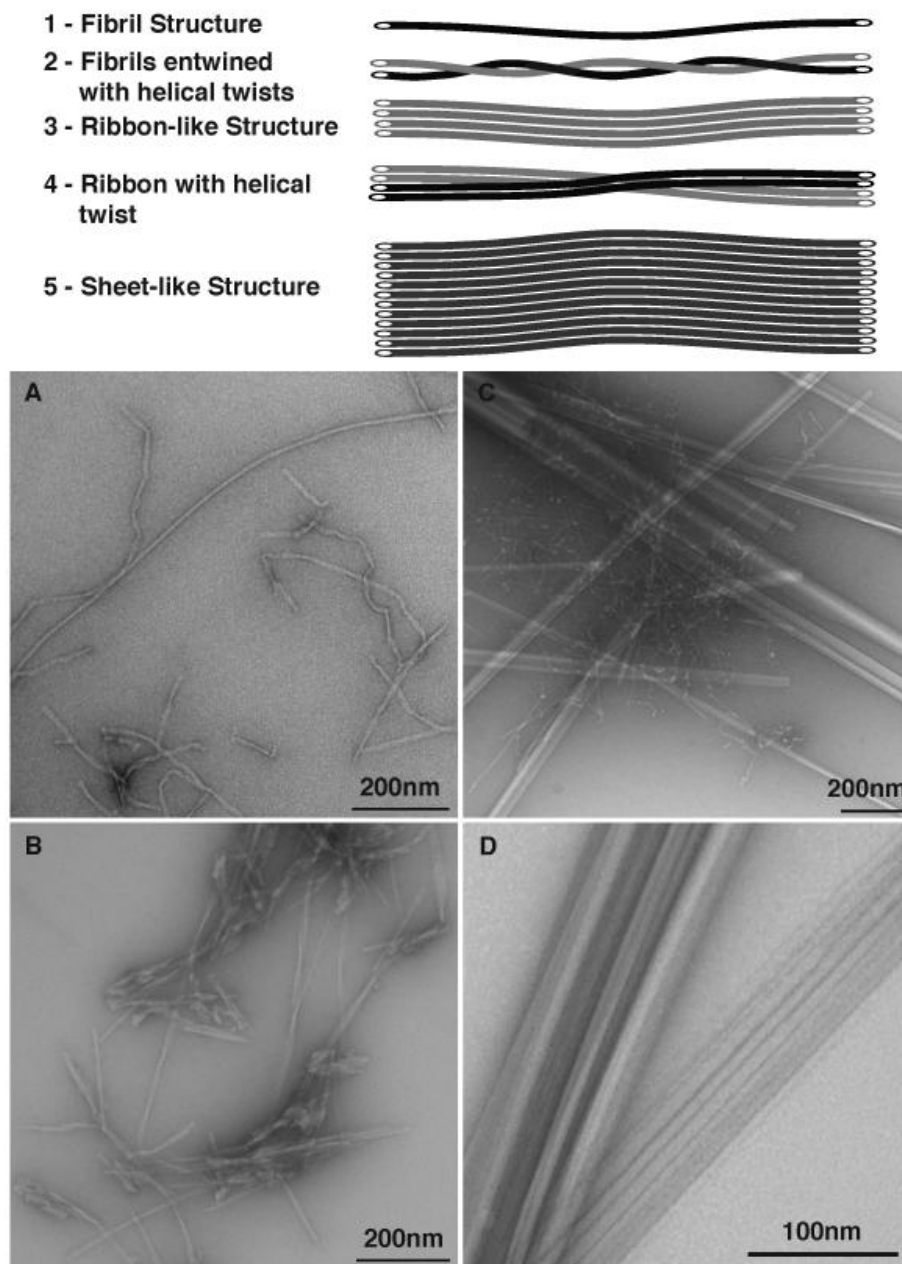 1 - Fibril Structure
2 - Fibrils entwined
with helical twists
3 - Ribbon-like Structure
4 - Ribbon with helical
twist
5 - Sheet-like Structure
A
C
200nm
200nm
B
D
200nm
100nm